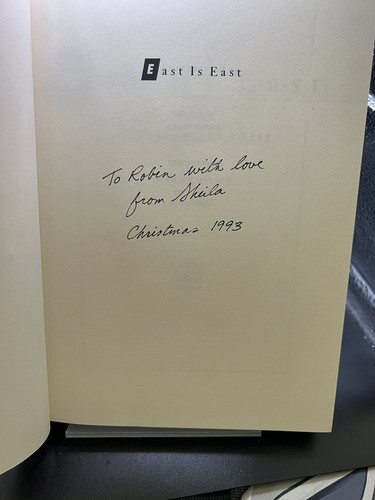 East Is East
To Robin with love
from Sheila
Christmas 1993